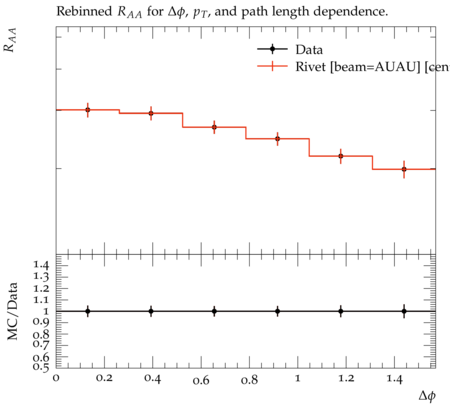 Rebinned R_AA for Δϕ, p_T, and path length dependence.
R_AA
Data
Rivet [beam=AUAU] [cen
MC/Data
1.4
1.3
1.2
1.1
1
0.9
0.8
0.7
0.6
0.5
0 0.2 0.4 0.6 0.8 1 1.2 1.4
Δϕ